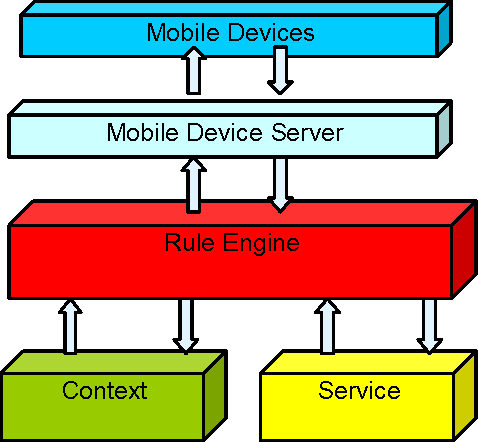 Mobile Devices
Mobile Device Server
Rule Engine
Context
Service